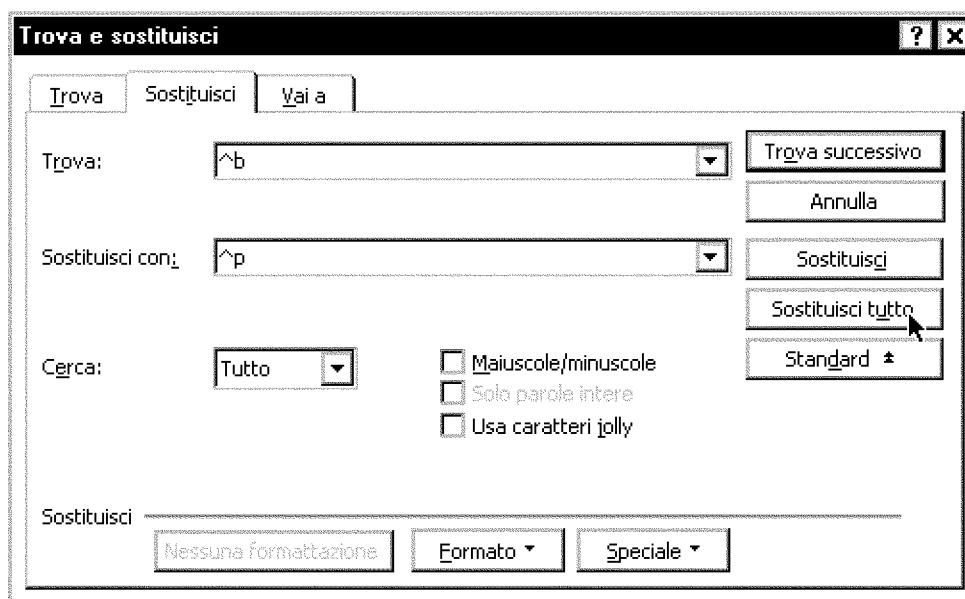 Trova e sostituisci
Trova Sostituisci Vai a
Trova: ^b Trova successivo
Annulla
Sostituisci con: ^p Sostituisci
Sostituisci tutto
Cerca: Tutto Maiuscole/minuscole Standard
Solo parole intere
Usa caratteri jolly
Sostituisci
Nessuna formattazione Formato Speciale